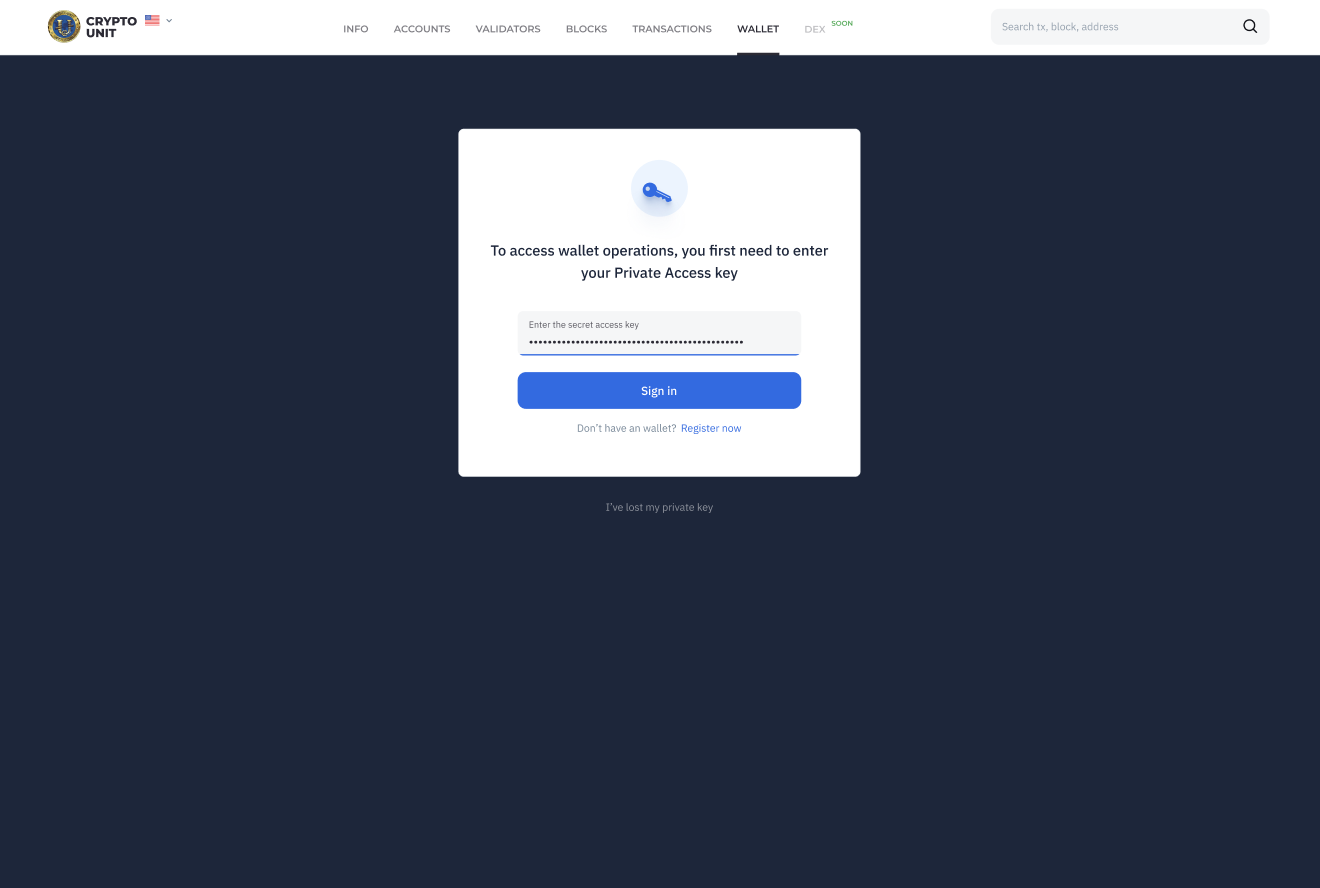 CRYPTO
UNIT
INFO
ACCOUNTS
VALIDATORS
BLOCKS
TRANSACTIONS
WALLET
DEX
SOON
Search tx, block, address
To access wallet operations, you first need to enter
your Private Access key
Enter the secret access key
Sign in
Don't have an wallet? Register now
I've lost my private key